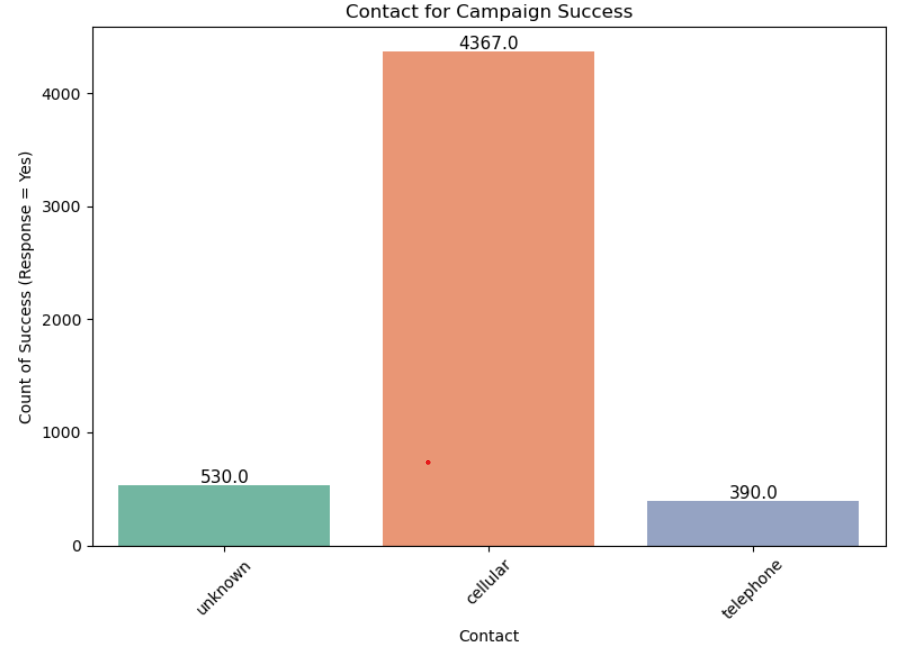 Contact for Campaign Success
4367.0
4000
3000
Count of Success (Response = Yes)
2000
1000
530.0
390.0
0
unknown
cellular
telephone
Contact